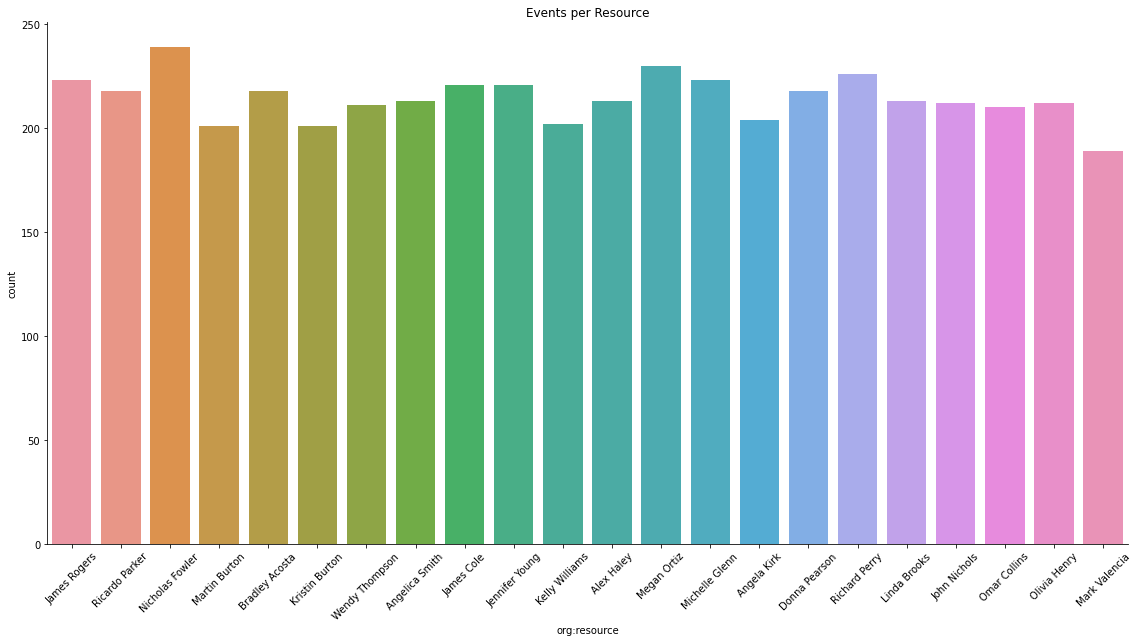 Events per Resource
250
200
150
100
50
0
count
James Rogers
Ricardo Parker
Nicholas Fowler
Martin Burton
Bradley Acosta
Kristin Burton
Wendy Thompson
Angelica Smith
James Cole
Jennifer Young
Kelly Williams
Alex Haley
Megan Ortiz
Michelle Glenn
Angela Kirk
Donna Pearson
Richard Perry
Linda Brooks
John Nichols
Omar Collins
Olivia Henry
Mark Valencia
org:resource